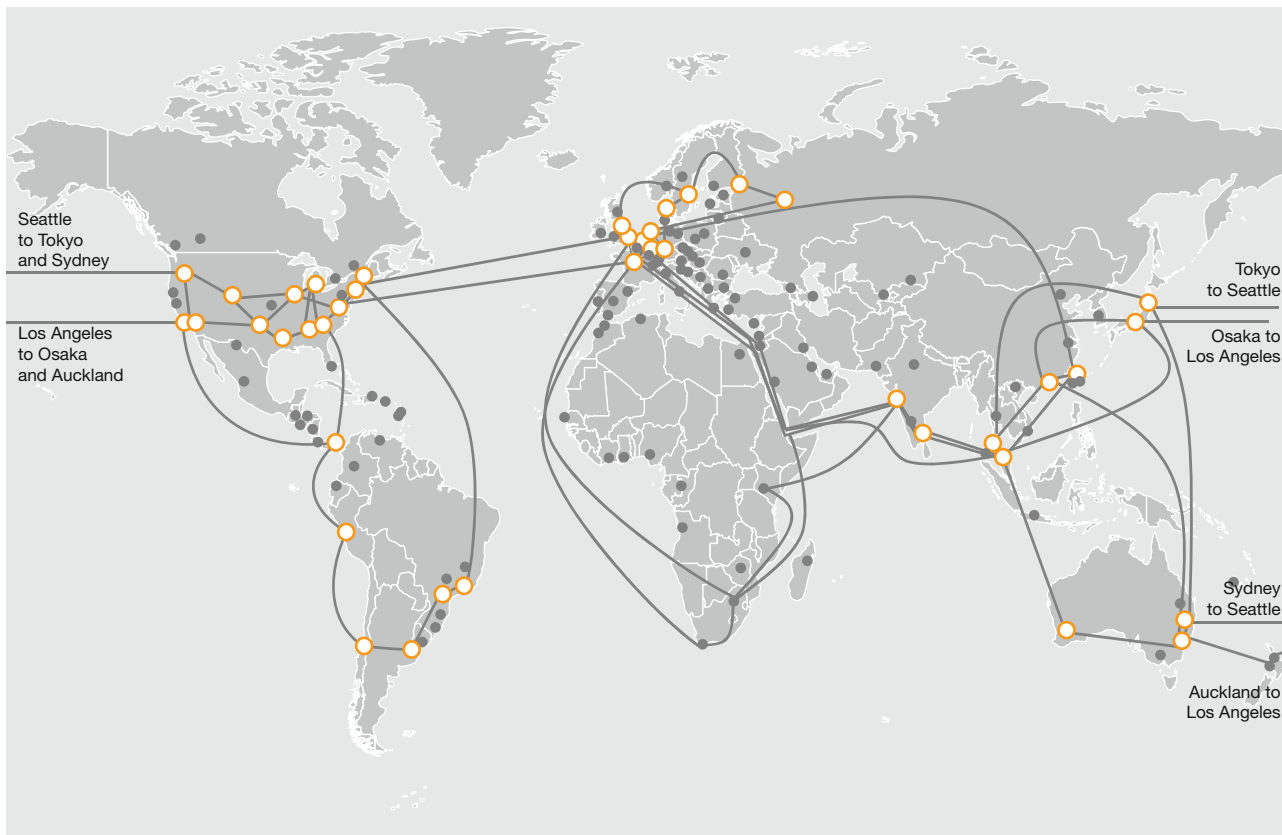 Seattle
to Tokyo
and Sydney
Los Angeles
to Osaka
and Auckland
Tokyo
to Seattle
Osaka to
Los Angeles
Sydney
to Seattle
Auckland to
Los Angeles